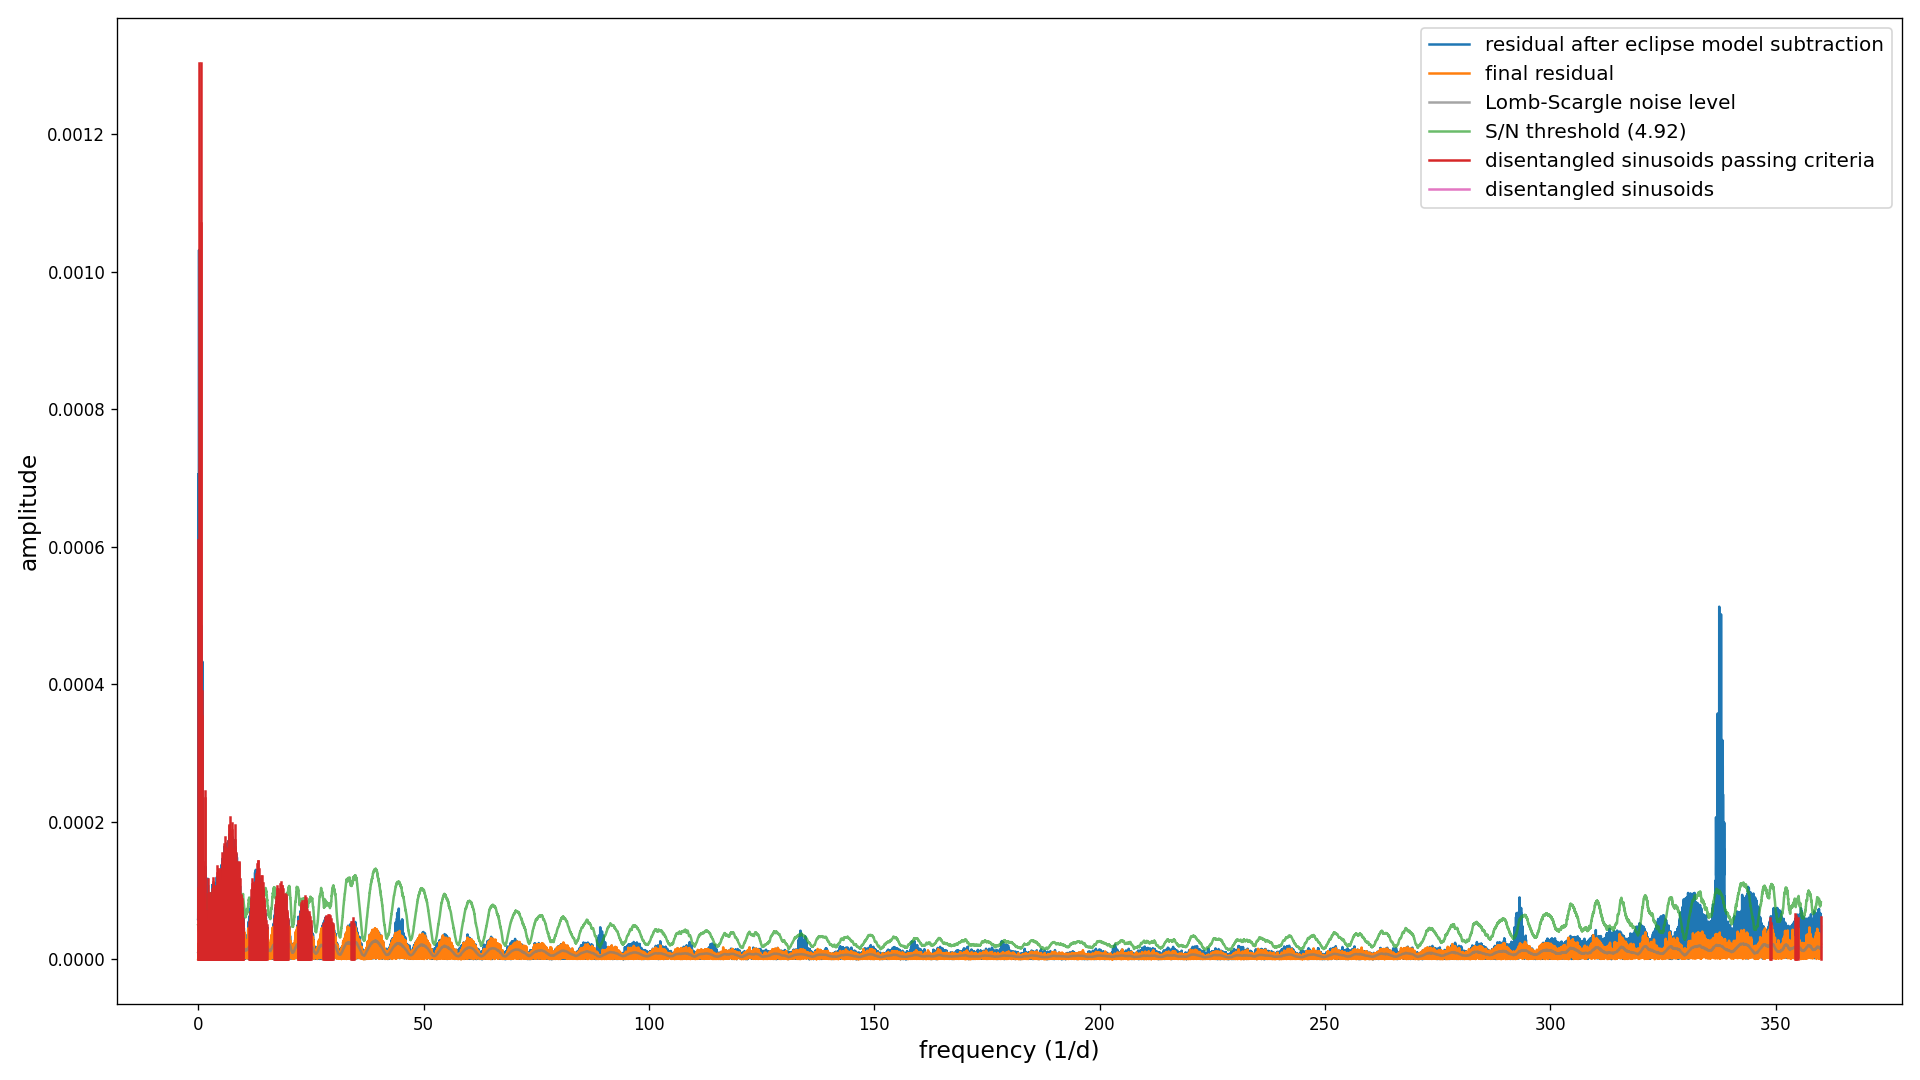 residual after eclipse model subtraction
final residual
Lomb-Scargle noise level
S/N threshold (4.92)
disentangled sinusoids passing criteria
disentangled sinusoids
amplitude
0.0012
0.0010
0.0008
0.0006
0.0004
0.0002
0.0000
0 50 100 150 200 250 300 350
frequency (1/d)